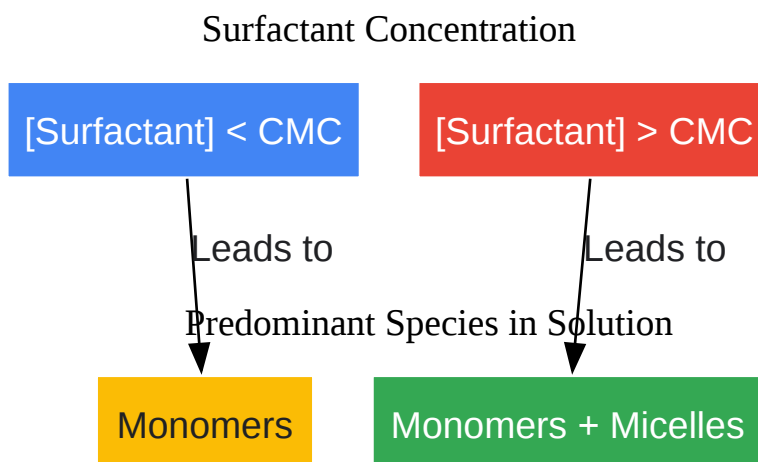 Surfactant Concentration
[Surfactant] < CMC
[Surfactant] > CMC
Leads to
Leads to
Predominant Species in Solution
Monomers
Monomers + Micelles